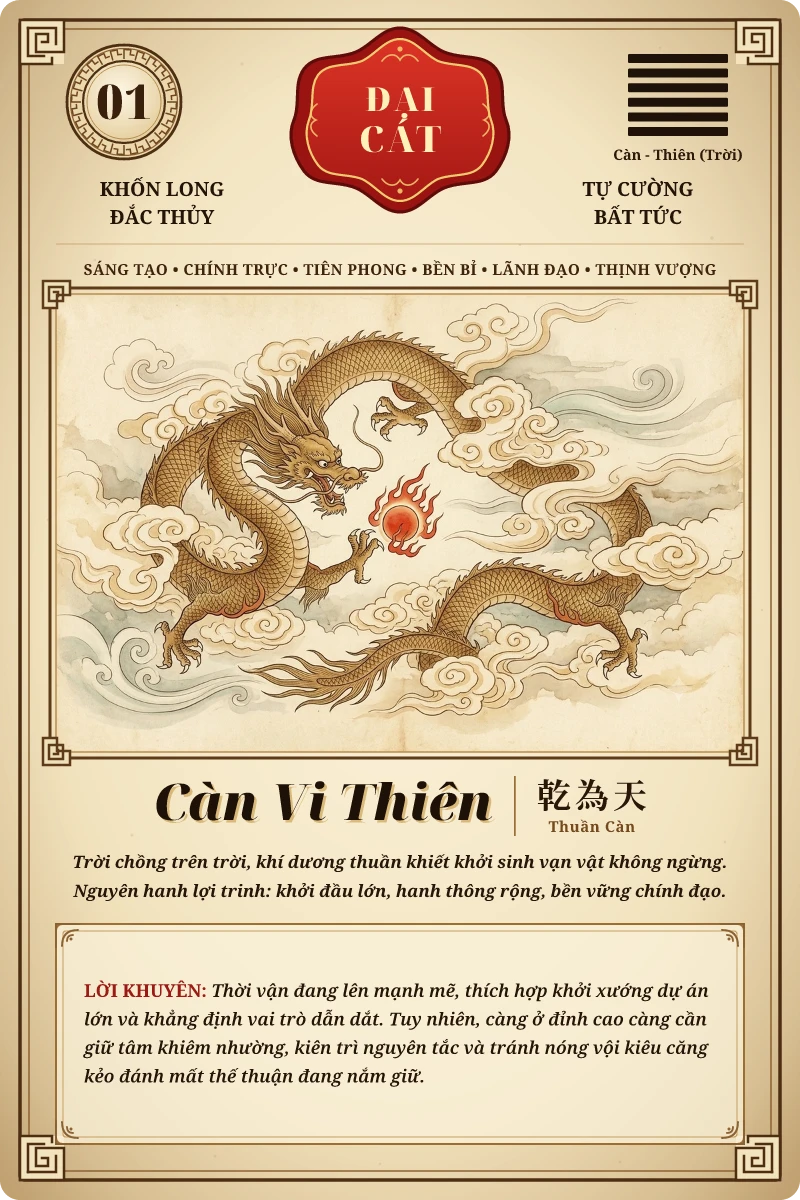 01
ĐẠI
CÁT
Càn - Thiên (Trời)
KHỐN LONG
ĐẮC THỦY
TỰ CƯỜNG
BẤT TỨC
SÁNG TẠO • CHÍNH TRỰC • TIÊN PHONG • BỀN BỈ • LÃNH ĐẠO • THỊNH VƯỢNG
Càn Vi Thiên
乾為天
Thuần Càn
Trời chồng trên trời, khí dương thuần khiết khởi sinh vạn vật không ngừng.
Nguyên hanh lợi trinh: khởi đầu lớn, hanh thông rộng, bền vững chính đạo.
LỜI KHUYÊN: Thời vận đang lên mạnh mẽ, thích hợp khởi xướng dự án
lớn và khẳng định vai trò dẫn dắt. Tuy nhiên, càng ở đỉnh cao càng cần
giữ tâm khiêm nhường, kiên trì nguyên tắc và tránh nóng vội kiêu căng
kẻo đánh mất thế thuận đang nắm giữ.